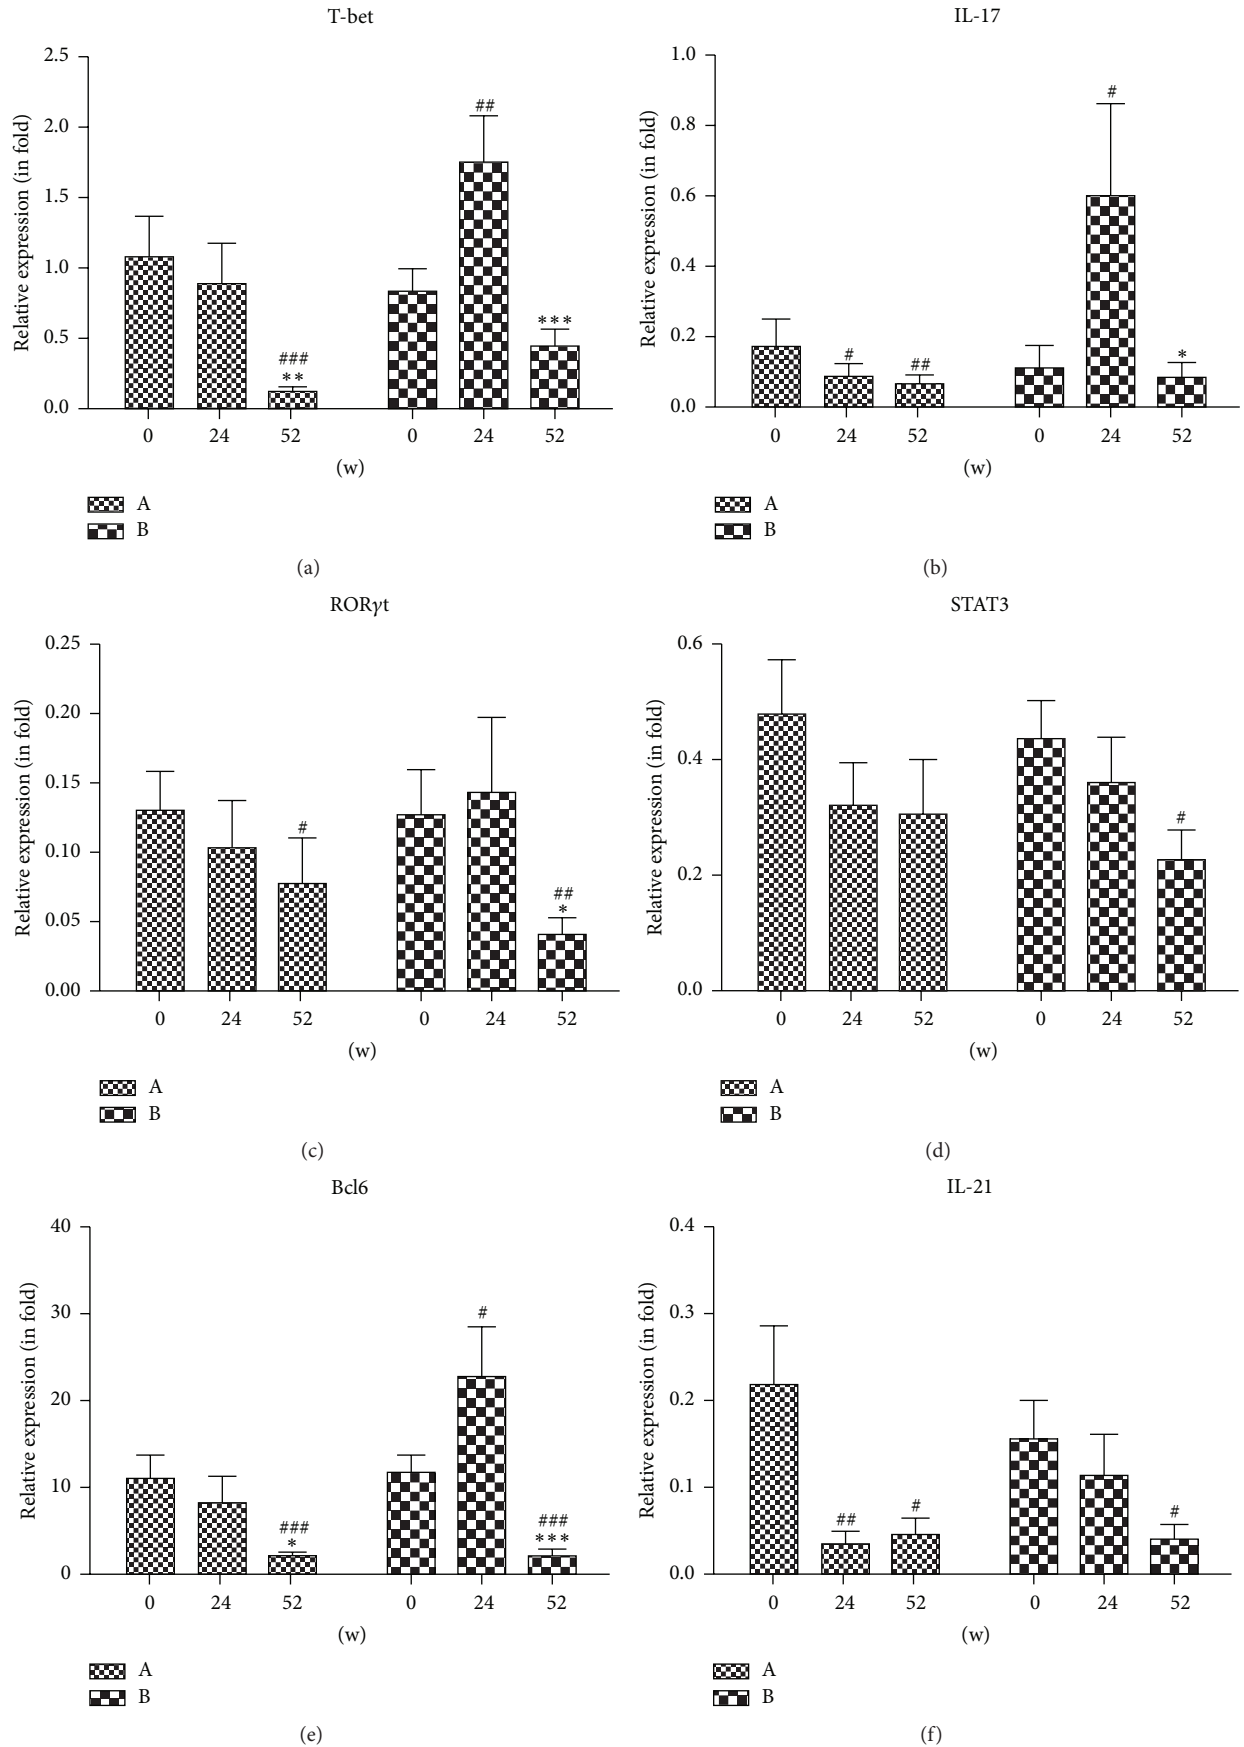 T-bet
Relative expression (in fold)
2.5
2.0
1.5
1.0
0.5
0.0
##
###
**
***
0 24 52 0 24 52
(w)
A
B
(a)
IL-17
Relative expression (in fold)
1.0
0.8
0.6
0.4
0.2
0.0
#
##
#
*
0 24 52 0 24 52
(w)
A
B
(b)
RORγt
Relative expression (in fold)
0.25
0.20
0.15
0.10
0.05
0.00
#
##
*
0 24 52 0 24 52
(w)
A
B
(c)
STAT3
Relative expression (in fold)
0.6
0.4
0.2
0.0
#
0 24 52 0 24 52
(w)
A
B
(d)
Bcl6
Relative expression (in fold)
40
30
20
10
0
###
*
#
###
***
0 24 52 0 24 52
(w)
A
B
(e)
IL-21
Relative expression (in fold)
0.4
0.3
0.2
0.1
0.0
##
#
#
0 24 52 0 24 52
(w)
A
B
(f)